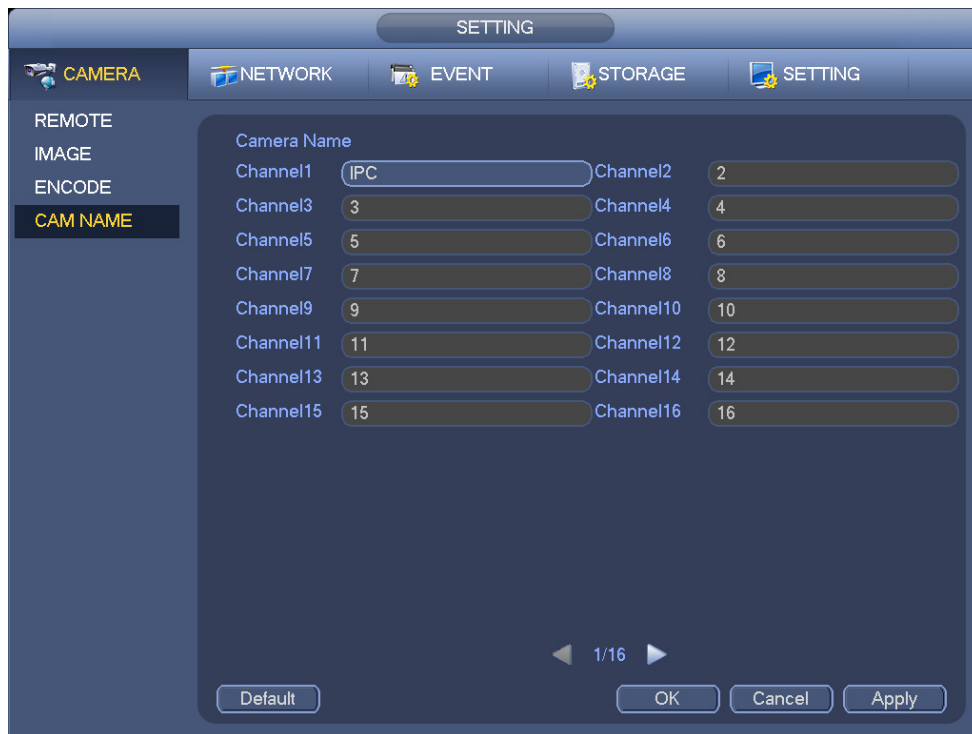 SETTING
CAMERA NETWORK EVENT STORAGE SETTING
REMOTE
IMAGE
ENCODE
CAM NAME
Camera Name
Channel1 IPC Channel2 2
Channel3 3 Channel4 4
Channel5 5 Channel6 6
Channel7 7 Channel8 8
Channel9 9 Channel10 10
Channel11 11 Channel12 12
Channel13 13 Channel14 14
Channel15 15 Channel16 16
1/16
Default OK Cancel Apply